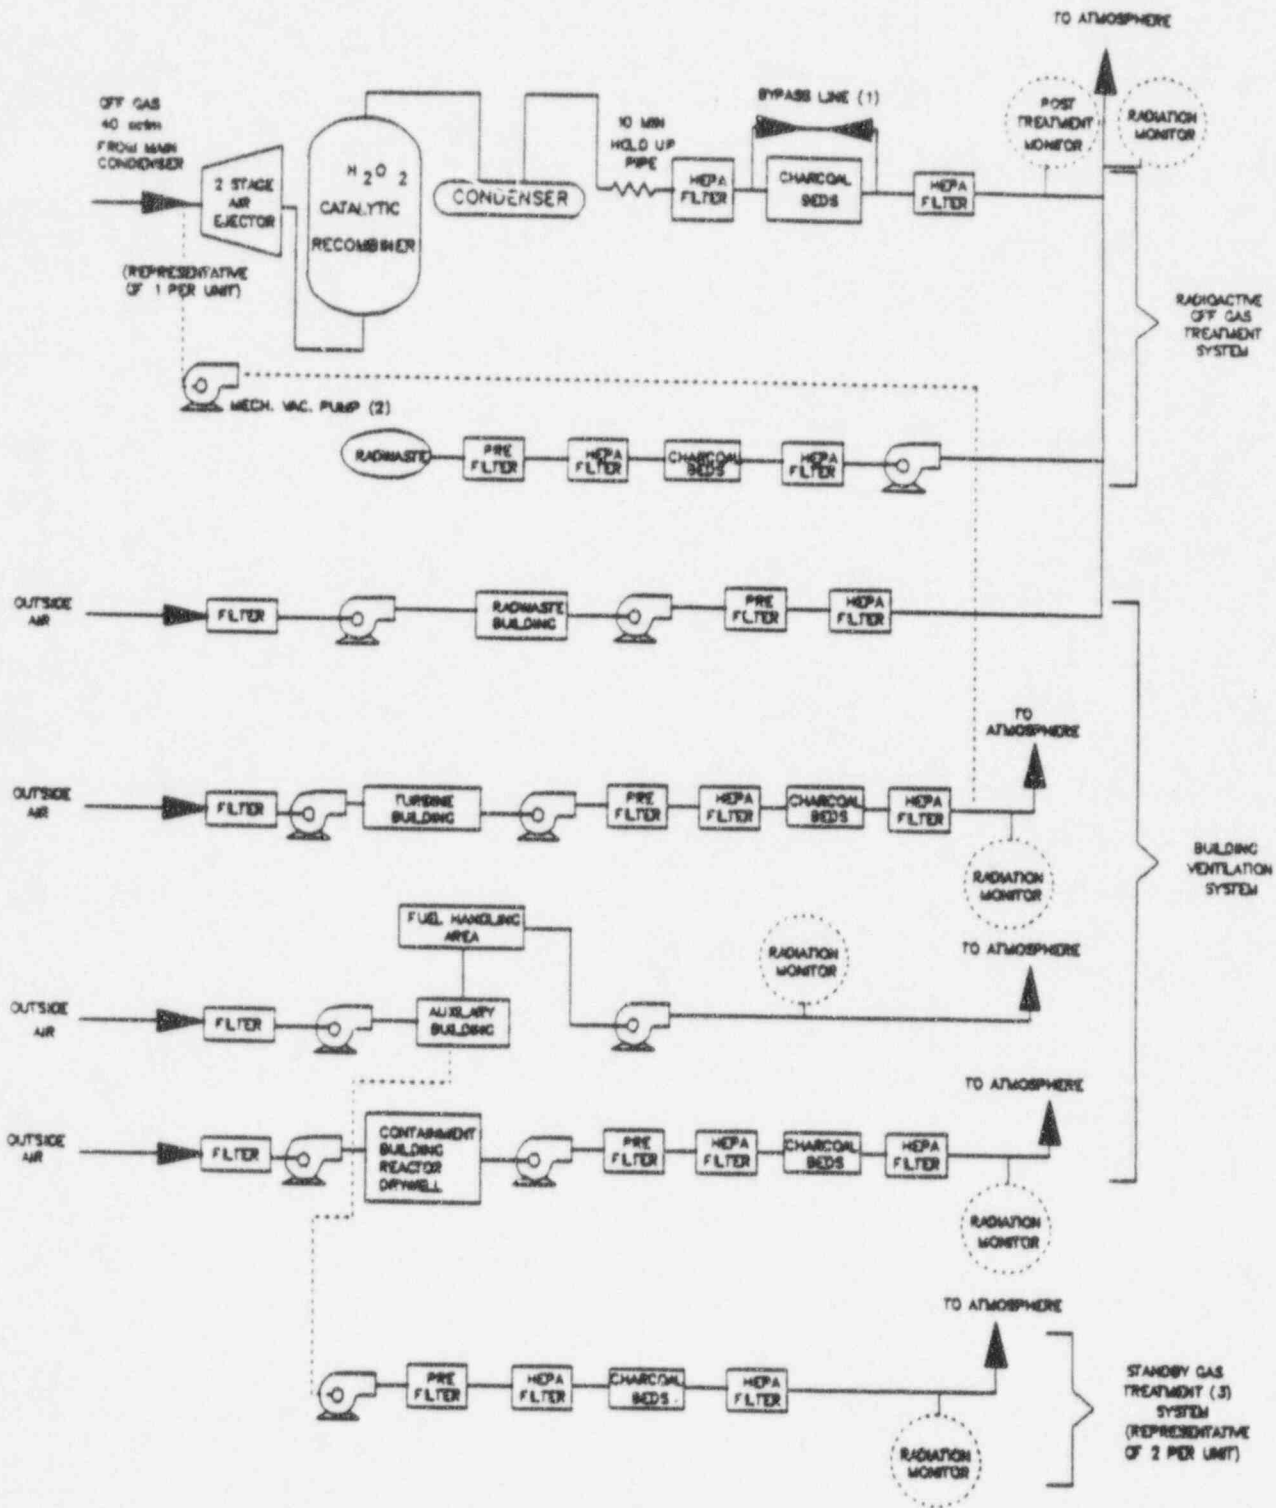 TO ATMOSPHERE
OFF GAS
40 scfm
FROM MAIN
CONDENSER
2 STAGE
AIR
EJECTOR
(REPRESENTATIVE
OF 1 PER UNIT)
H2O2
CATALYTIC
RECOMBINER
CONDENSER
10 MIN
HOLD UP
PIPE
HEPA
FILTER
BYPASS LINE (1)
CHARCOAL
BEDS
HEPA
FILTER
POST
TREATMENT
MONITOR
RADIATION
MONITOR
RADIOACTIVE
OFF GAS
TREATMENT
SYSTEM
MECH. VAC. PUMP (2)
RADWASTE
PRE
FILTER
HEPA
FILTER
CHARCOAL
BEDS
HEPA
FILTER
OUTSIDE
AIR
FILTER
RADWASTE
BUILDING
PRE
FILTER
HEPA
FILTER
OUTSIDE
AIR
FILTER
TURBINE
BUILDING
PRE
FILTER
HEPA
FILTER
CHARCOAL
BEDS
HEPA
FILTER
TO
ATMOSPHERE
RADIATION
MONITOR
BUILDING
VENTILATION
SYSTEM
FUEL HANDLING
AREA
OUTSIDE
AIR
FILTER
AUXILIARY
BUILDING
RADIATION
MONITOR
TO ATMOSPHERE
OUTSIDE
AIR
FILTER
CONTAINMENT
BUILDING
REACTOR
DRYWELL
PRE
FILTER
HEPA
FILTER
CHARCOAL
BEDS
HEPA
FILTER
TO ATMOSPHERE
RADIATION
MONITOR
PRE
FILTER
HEPA
FILTER
CHARCOAL
BEDS
HEPA
FILTER
TO ATMOSPHERE
RADIATION
MONITOR
STANDBY GAS
TREATMENT (3)
SYSTEM
(REPRESENTATIVE
OF 2 PER UNIT)